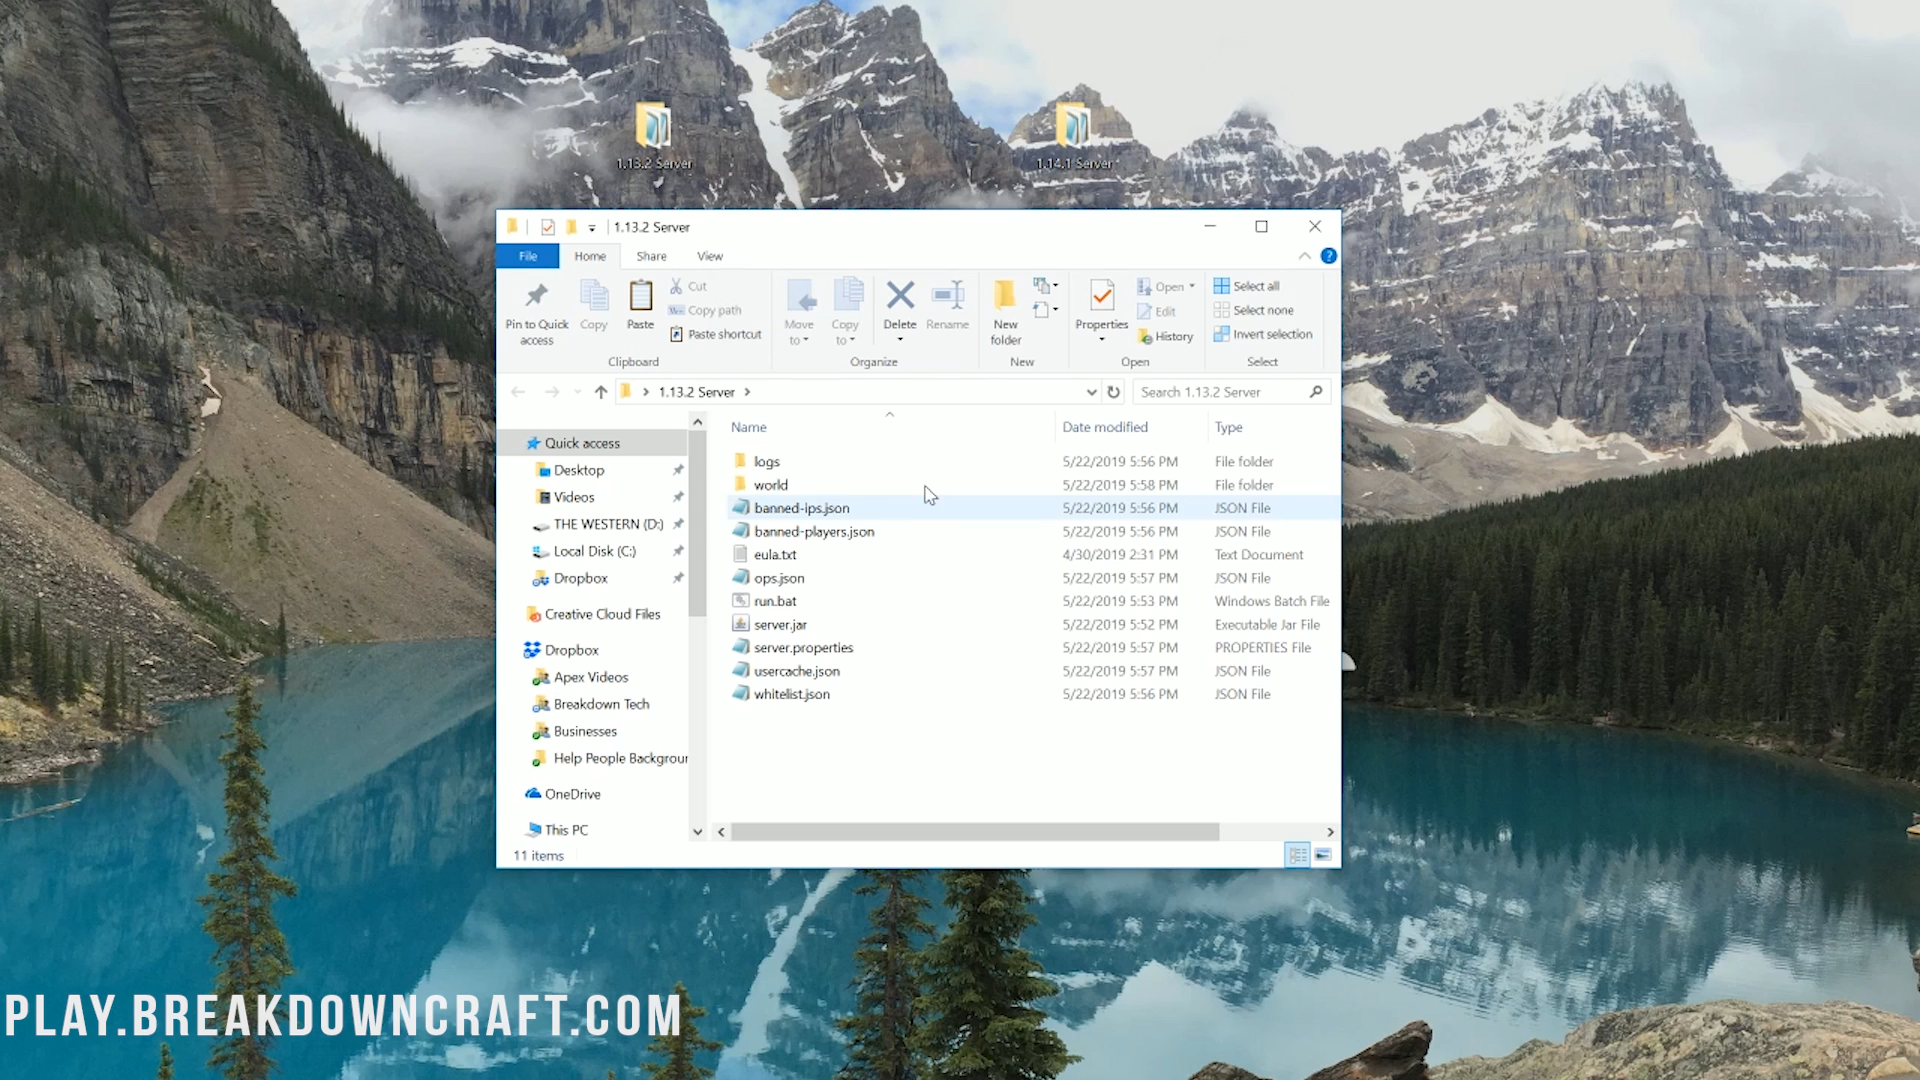 1.13.2 Server
1.14.1 Server
1.13.2 Server
File Home Share View
Pin to Quick access
Copy
Paste
Cut
Copy path
Paste shortcut
Clipboard
Move to
Copy to
Delete
Rename
Organize
New folder
New
Properties
Open
Edit
History
Open
Select all
Select none
Invert selection
Select
1.13.2 Server
Search 1.13.2 Server
Quick access
Desktop
Videos
THE WESTERN (D:)
Local Disk (C:)
Dropbox
Creative Cloud Files
Dropbox
Apex Videos
Breakdown Tech
Businesses
Help People Backgroun
OneDrive
This PC
Name Date modified Type
logs 5/22/2019 5:56 PM File folder
world 5/22/2019 5:58 PM File folder
banned-ips.json 5/22/2019 5:56 PM JSON File
banned-players.json 5/22/2019 5:56 PM JSON File
eula.txt 4/30/2019 2:31 PM Text Document
ops.json 5/22/2019 5:57 PM JSON File
run.bat 5/22/2019 5:53 PM Windows Batch File
server.jar 5/22/2019 5:52 PM Executable Jar File
server.properties 5/22/2019 5:57 PM PROPERTIES File
usercache.json 5/22/2019 5:57 PM JSON File
whitelist.json 5/22/2019 5:56 PM JSON File
11 items
PLAY.BREAKDOWNCRAFT.COM